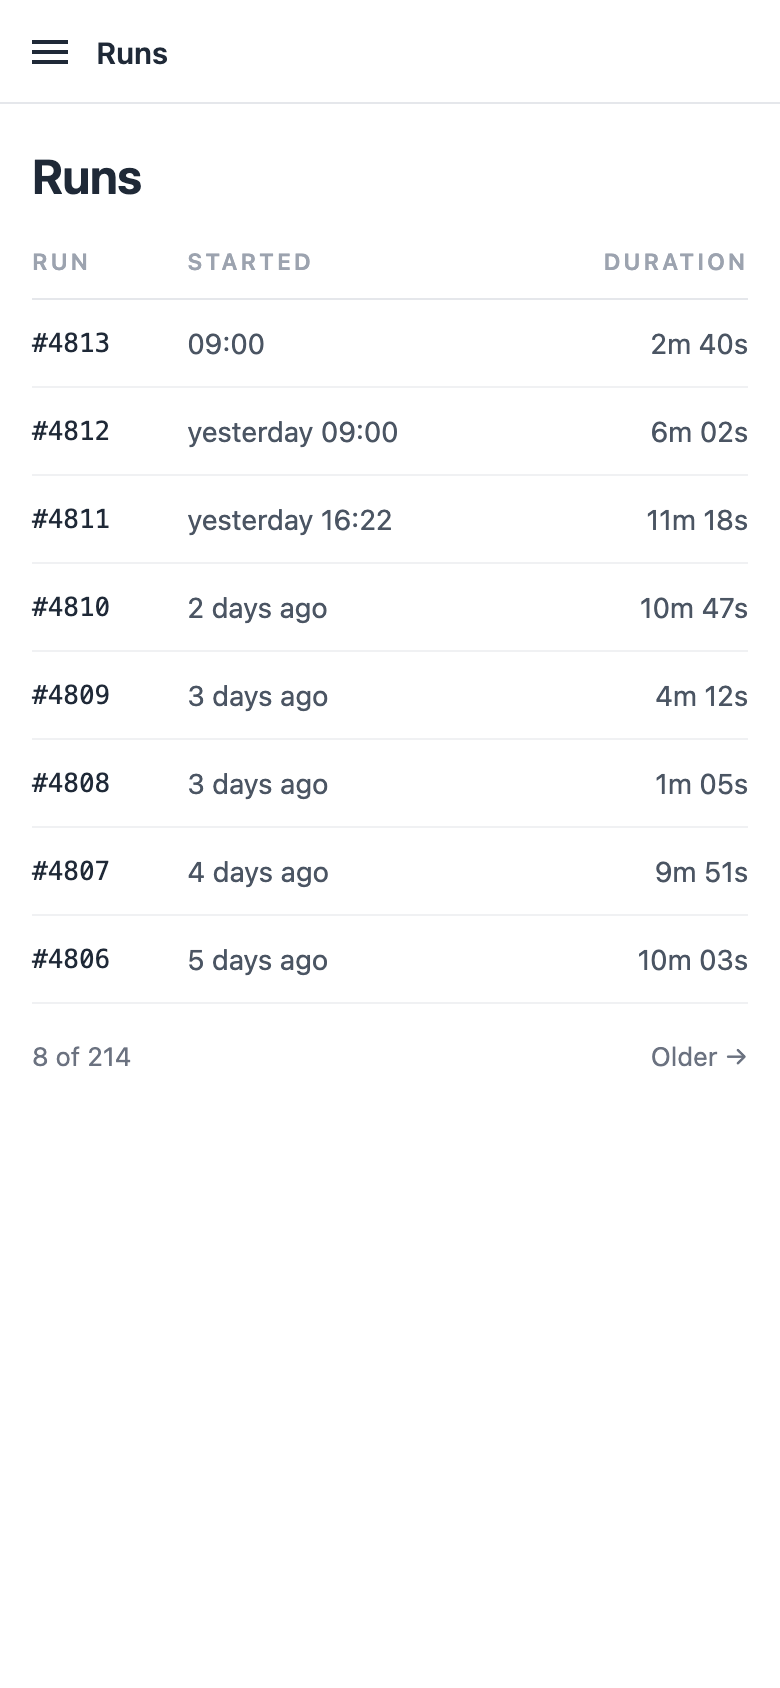 Runs
Runs
RUN STARTED DURATION
#4813 09:00 2m 40s
#4812 yesterday 09:00 6m 02s
#4811 yesterday 16:22 11m 18s
#4810 2 days ago 10m 47s
#4809 3 days ago 4m 12s
#4808 3 days ago 1m 05s
#4807 4 days ago 9m 51s
#4806 5 days ago 10m 03s
8 of 214 Older →